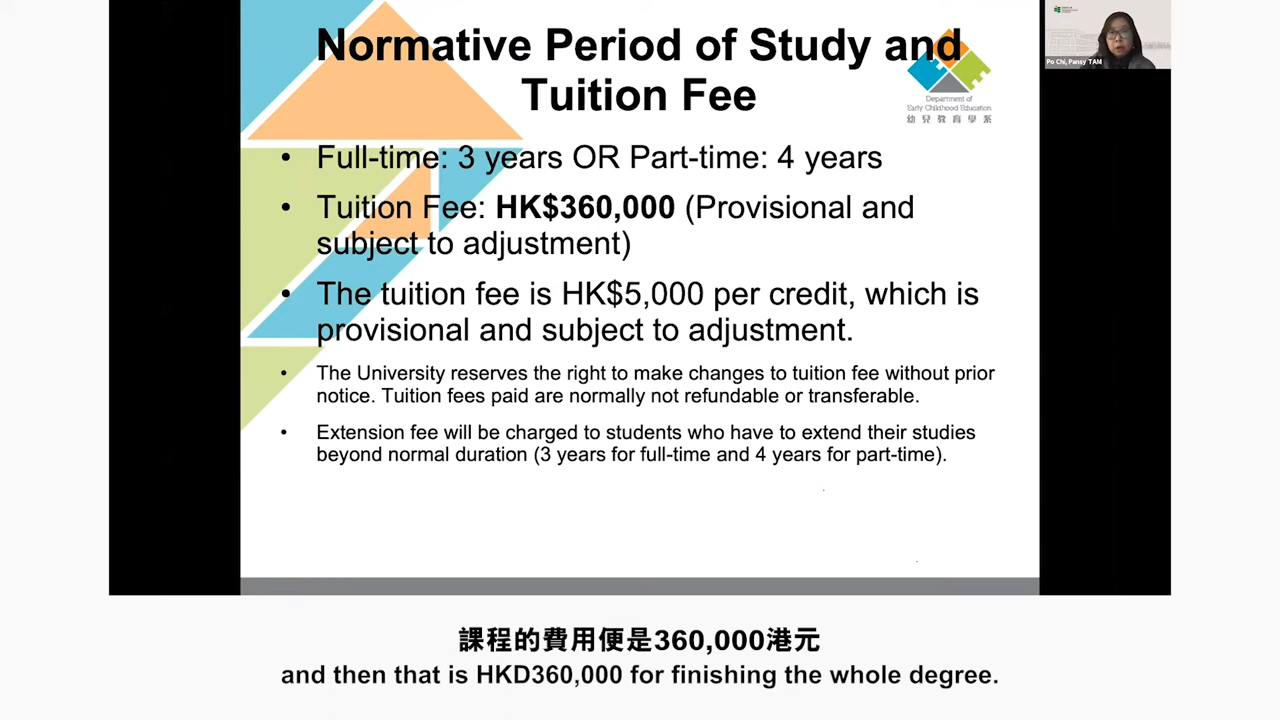 Normative Period of Study and
Tuition Fee
Department of
Early Childhood Education
幼兒教育學系
Po Chi, Pansy TAM
• Full-time: 3 years OR Part-time: 4 years
• Tuition Fee: HK$360,000 (Provisional and
subject to adjustment)
• The tuition fee is HK$5,000 per credit, which is
provisional and subject to adjustment.
• The University reserves the right to make changes to tuition fee without prior
notice. Tuition fees paid are normally not refundable or transferable.
• Extension fee will be charged to students who have to extend their studies
beyond normal duration (3 years for full-time and 4 years for part-time).
課程的費用便是360,000港元
and then that is HKD360,000 for finishing the whole degree.